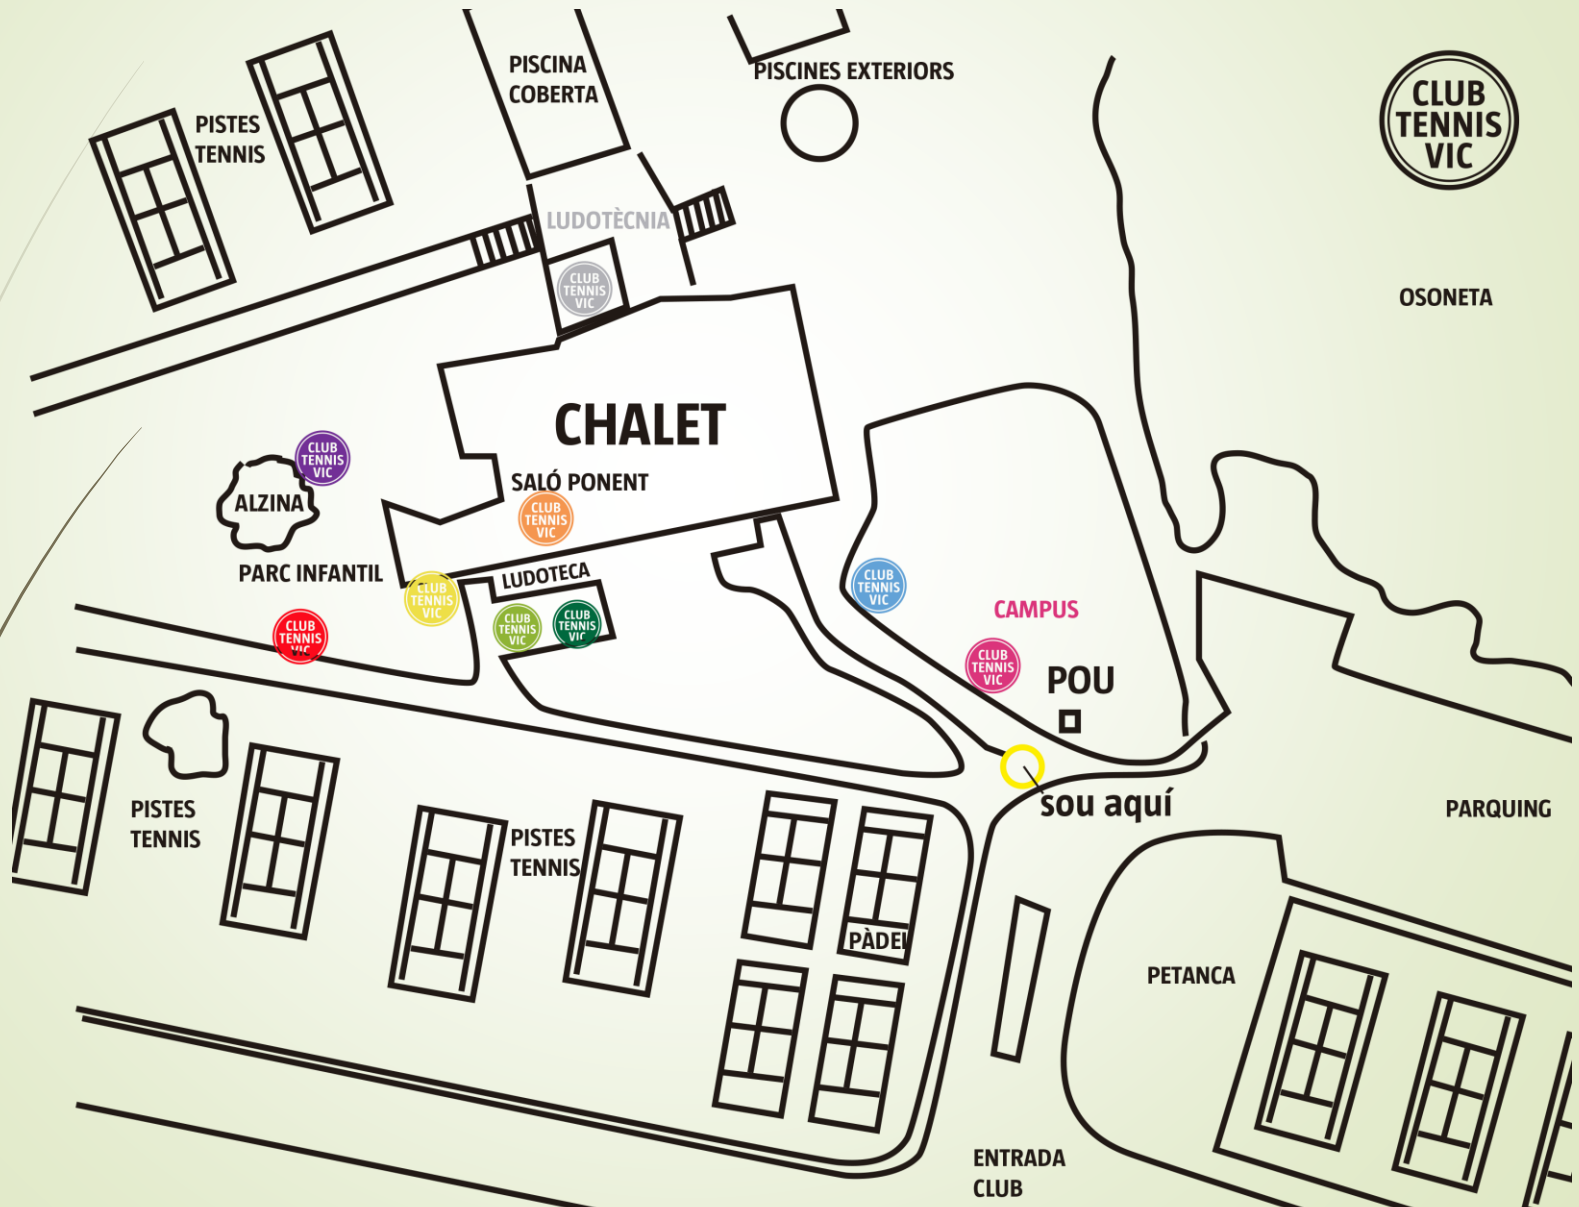 PISCINA
COBERTA
PISCINES EXTERIORS
CLUB
TENNIS
VIC
PISTES
TENNIS
LUDOTÈCNIA
CLUB
TENNIS
VIC
OSONETA
CHALET
CLUB
TENNIS
VIC
ALZINA
SALÓ PONENT
CLUB
TENNIS
VIC
PARC INFANTIL
LUDOTECA
CLUB
TENNIS
VIC
CLUB
TENNIS
VIC
CLUB
TENNIS
VIC
CLUB
TENNIS
VIC
CLUB
TENNIS
VIC
CAMPUS
CLUB
TENNIS
VIC
POU
sou aquí
PISTES
TENNIS
PISTES
TENNIS
PARQUING
PÀDEL
PETANCA
ENTRADA
CLUB